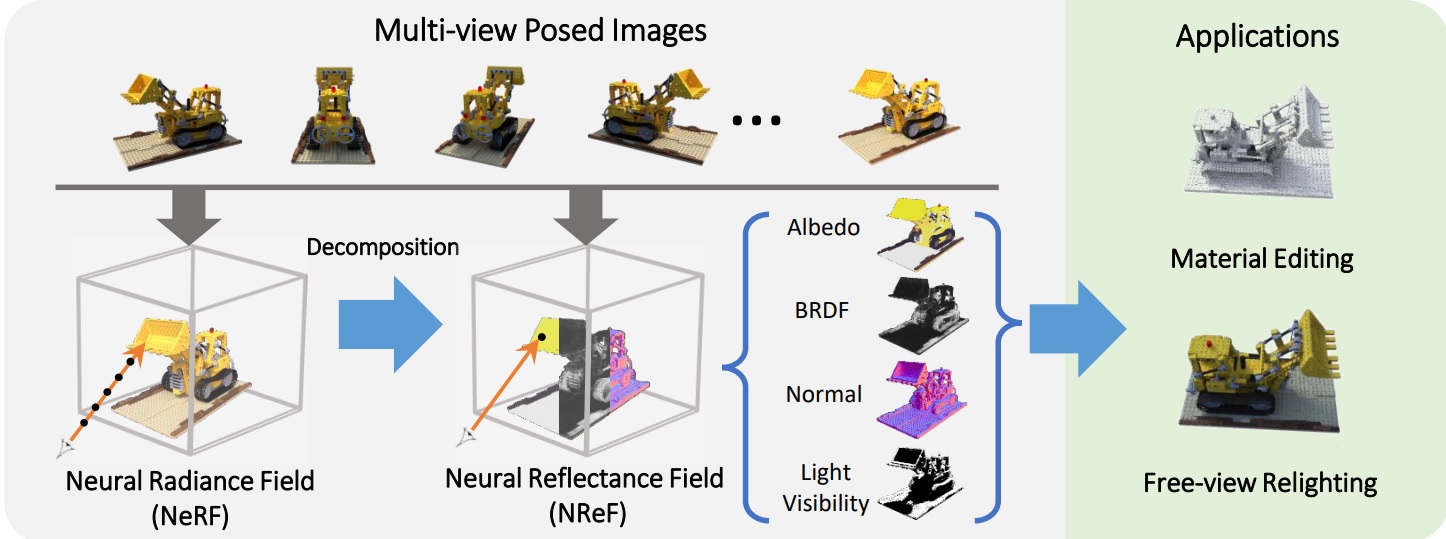 Multi-view Posed Images
Applications
...
Decomposition
Albedo
BRDF
Normal
Light
Visibility
Neural Radiance Field
(NeRF)
Neural Reflectance Field
(NReF)
Material Editing
Free-view Relighting